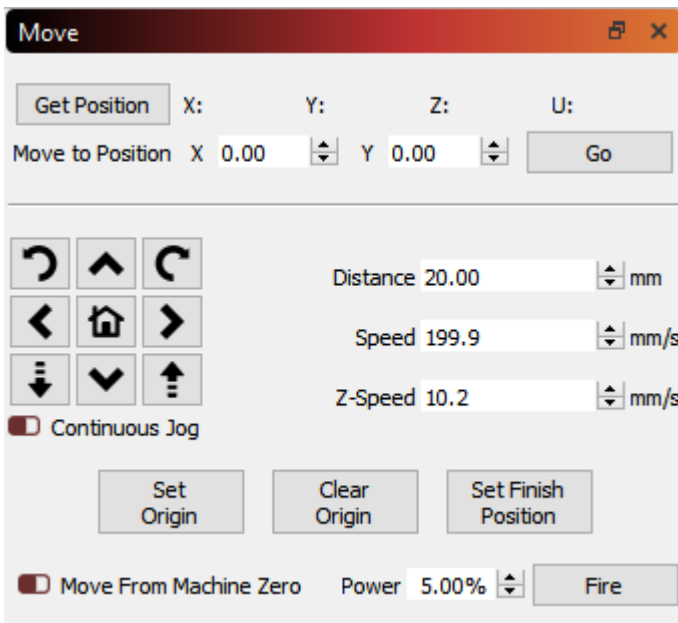 Move
Get Position X: Y: Z: U:
Move to Position X 0.00 Y 0.00 Go
Distance 20.00 mm
Speed 199.9 mm/s
Z-Speed 10.2 mm/s
Continuous Jog
Set Origin Clear Origin Set Finish Position
Move From Machine Zero Power 5.00% Fire